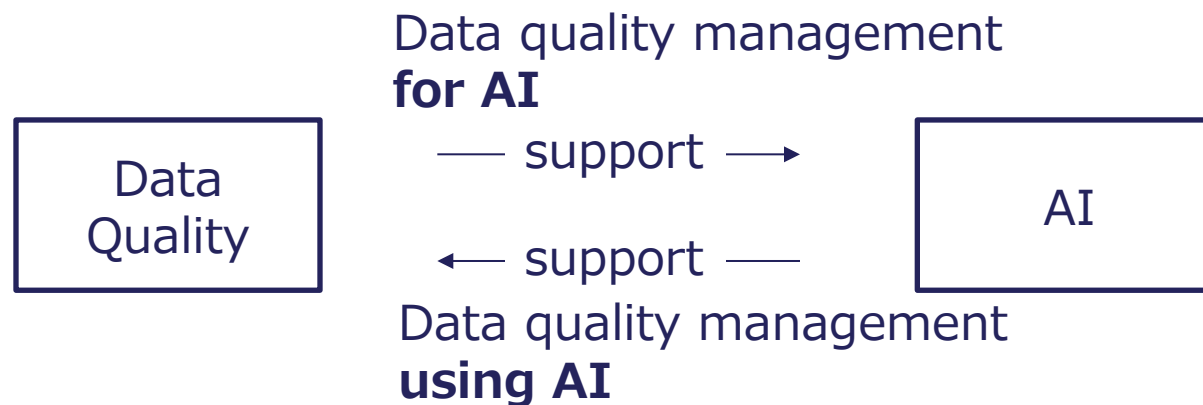 Data quality management
for AI
Data
Quality
support
AI
support
Data quality management
using AI